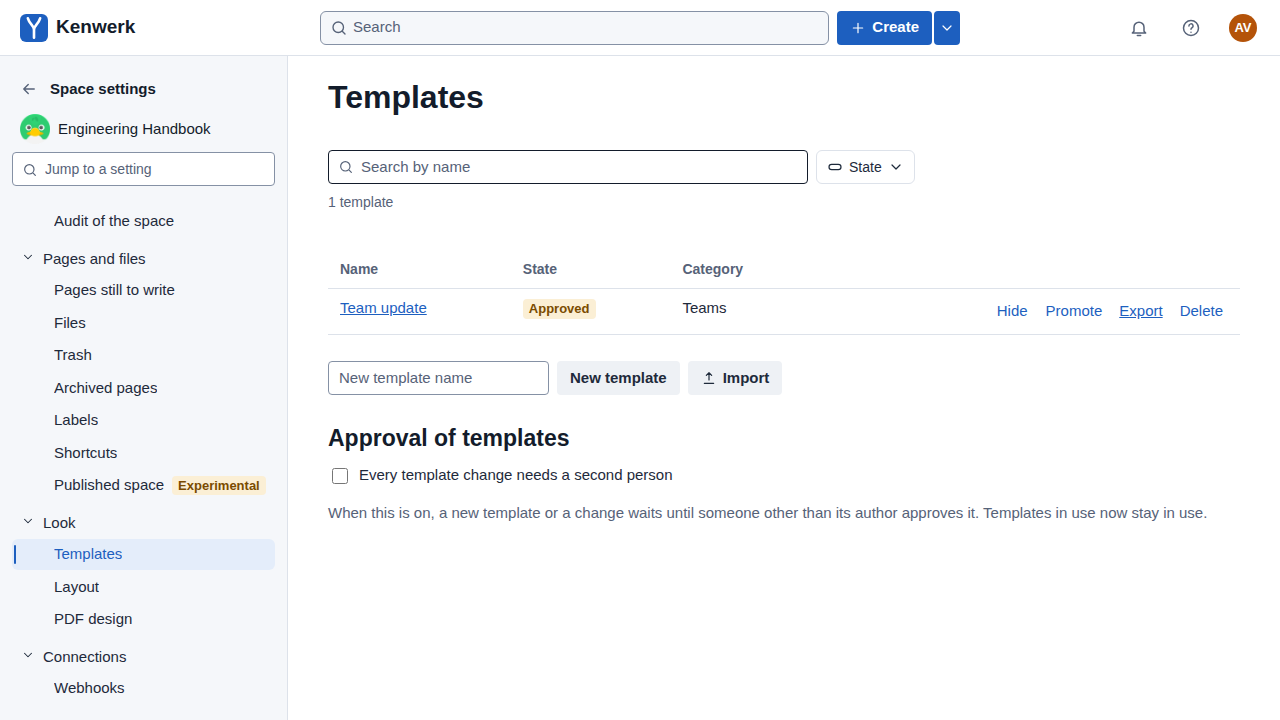 Kenwerk
Search
Create
AV
Space settings
Engineering Handbook
Jump to a setting
Audit of the space
Pages and files
Pages still to write
Files
Trash
Archived pages
Labels
Shortcuts
Published space Experimental
Look
Templates
Layout
PDF design
Connections
Webhooks
Templates
Search by name
State
1 template
Name State Category
Team update Approved Teams Hide Promote Export Delete
New template name New template Import
Approval of templates
Every template change needs a second person
When this is on, a new template or a change waits until someone other than its author approves it. Templates in use now stay in use.